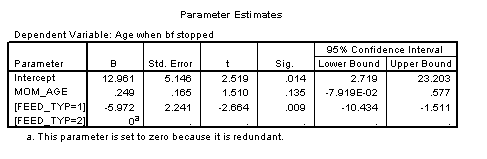 Parameter Estimates
Dependent Variable: Age when bf stopped
95% Confidence Interval
Parameter B Std. Error t Sig. Lower Bound Upper Bound
Intercept 12.961 5.146 2.519 .014 2.719 23.203
MOM_AGE .249 .165 1.510 .135 -7.919E-02 .577
[FEED_TYP=1] -5.972 2.241 -2.664 .009 -10.434 -1.511
[FEED_TYP=2] 0a . . . . .
a. This parameter is set to zero because it is redundant.